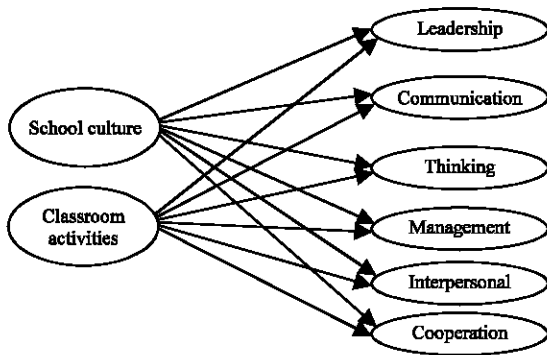 School culture
Classroom
activities
Leadership
Communication
Thinking
Management
Interpersonal
Cooperation